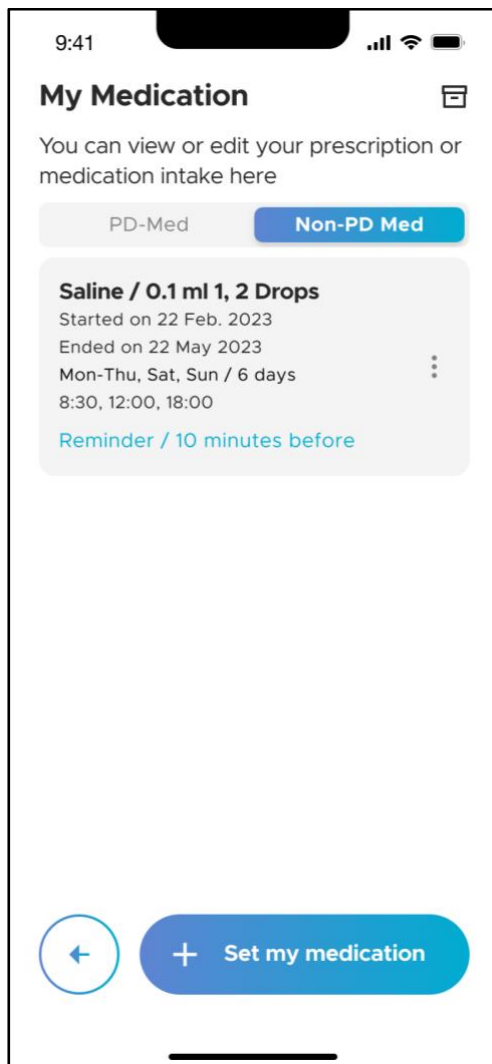 9:41
My Medication
You can view or edit your prescription or
medication intake here
PD-Med
Non-PD Med
Saline / 0.1 ml 1, 2 Drops
Started on 22 Feb. 2023
Ended on 22 May 2023
Mon-Thu, Sat, Sun / 6 days
8:30, 12:00, 18:00
Reminder / 10 minutes before
+ Set my medication